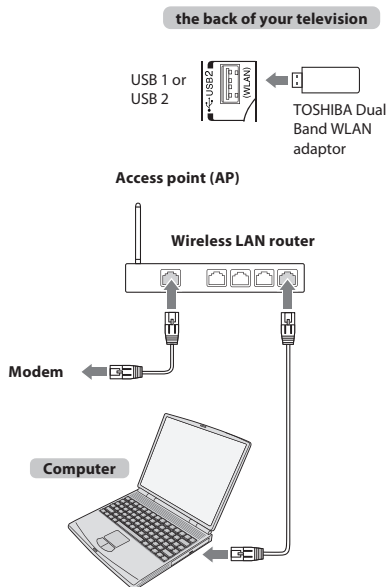 the back of your television
USB 1 or
USB 2
USB2
(WLAN)
TOSHIBA Dual
Band WLAN
adaptor
Access point (AP)
Wireless LAN router
Modem
Computer